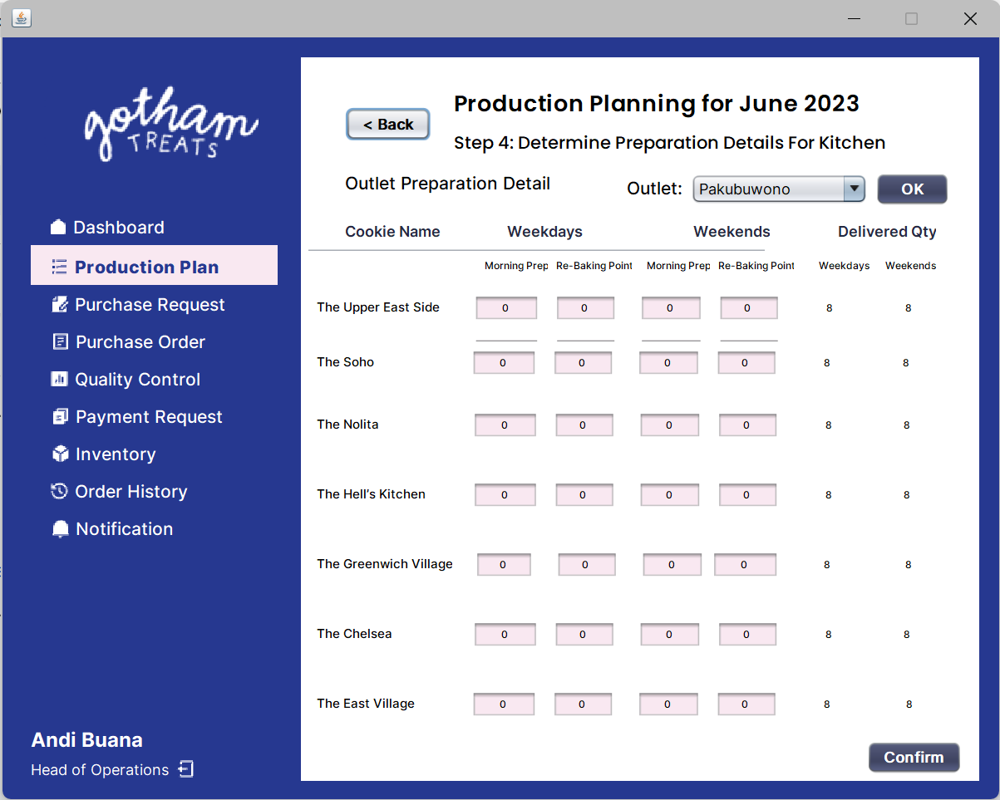 gotham
TREATS
Dashboard
Production Plan
Purchase Request
Purchase Order
Quality Control
Payment Request
Inventory
Order History
Notification
Andi Buana
Head of Operations
< Back
Production Planning for June 2023
Step 4: Determine Preparation Details For Kitchen
Outlet Preparation Detail Outlet: Pakubuwono OK
Cookie Name Weekdays Weekends Delivered Qty
Morning Prep Re-Baking Point Morning Prep Re-Baking Point Weekdays Weekends
The Upper East Side 0 0 0 0 8 8
The Soho 0 0 0 0 8 8
The Nolita 0 0 0 0 8 8
The Hell's Kitchen 0 0 0 0 8 8
The Greenwich Village 0 0 0 0 8 8
The Chelsea 0 0 0 0 8 8
The East Village 0 0 0 0 8 8
Confirm